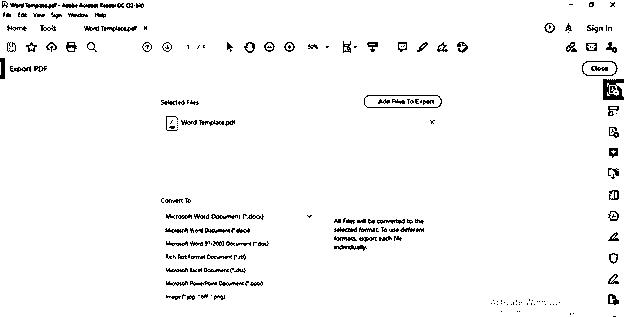 Word Template.pdf - Adobe Acrobat Reader DC (32-bit)
File Edit View Sign Window Help
Home Tools Word Template.pdf ×
Sign In
1 /
50%
Export PDF
Close
Selected Files
Add Files To Export
Word Template.pdf
Convert To
Microsoft Word Document (*.docx)
Microsoft Word Document (*.docx)
Microsoft Word 97-2003 Document (*.doc)
Rich Text Format Document (*.rtf)
Microsoft Excel Document (*.xlsx)
Microsoft PowerPoint Document (*.pptx)
Image (*.jpg, *.tiff, *.png)
All files will be converted to the
selected format. To use different
formats, export each file
individually.
Activate Windows